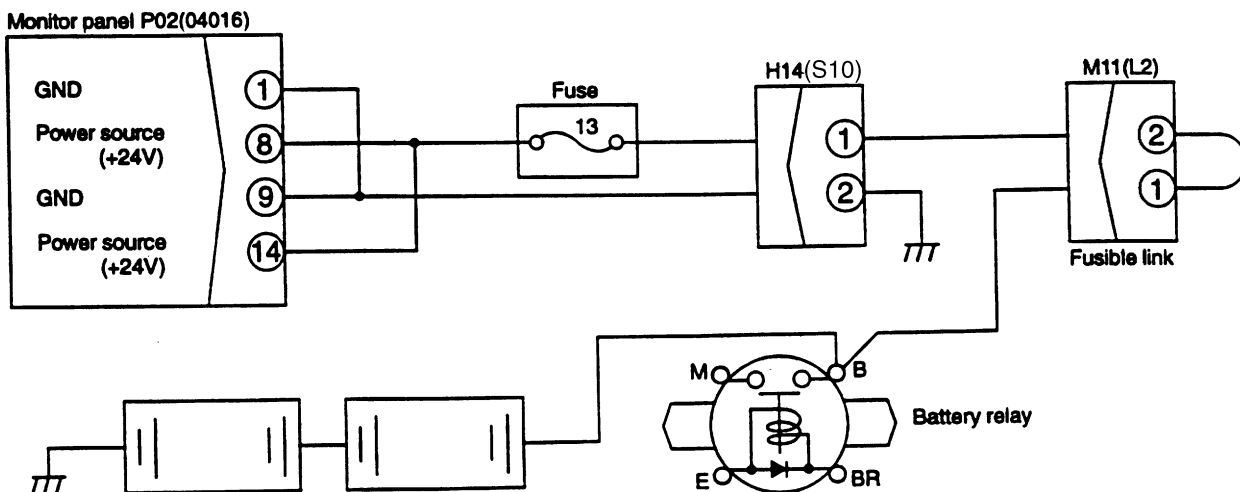 Monitor panel P02(04016)
GND
1
Power source
(+24V)
8
GND
9
Power source
(+24V)
14
Fuse
13
H14(S10)
1
2
M11(L2)
2
1
Fusible link
M
B
Battery relay
E
BR